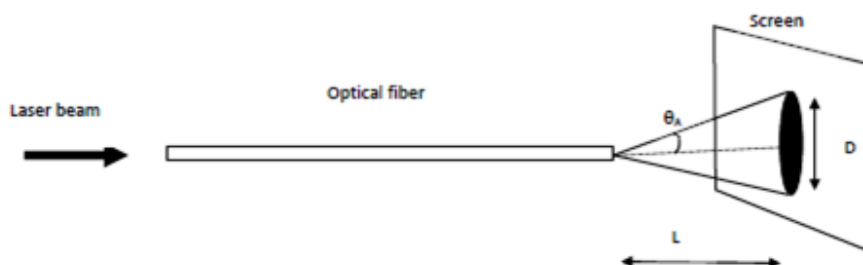 Screen
Optical fiber
Laser beam
θA
D
L